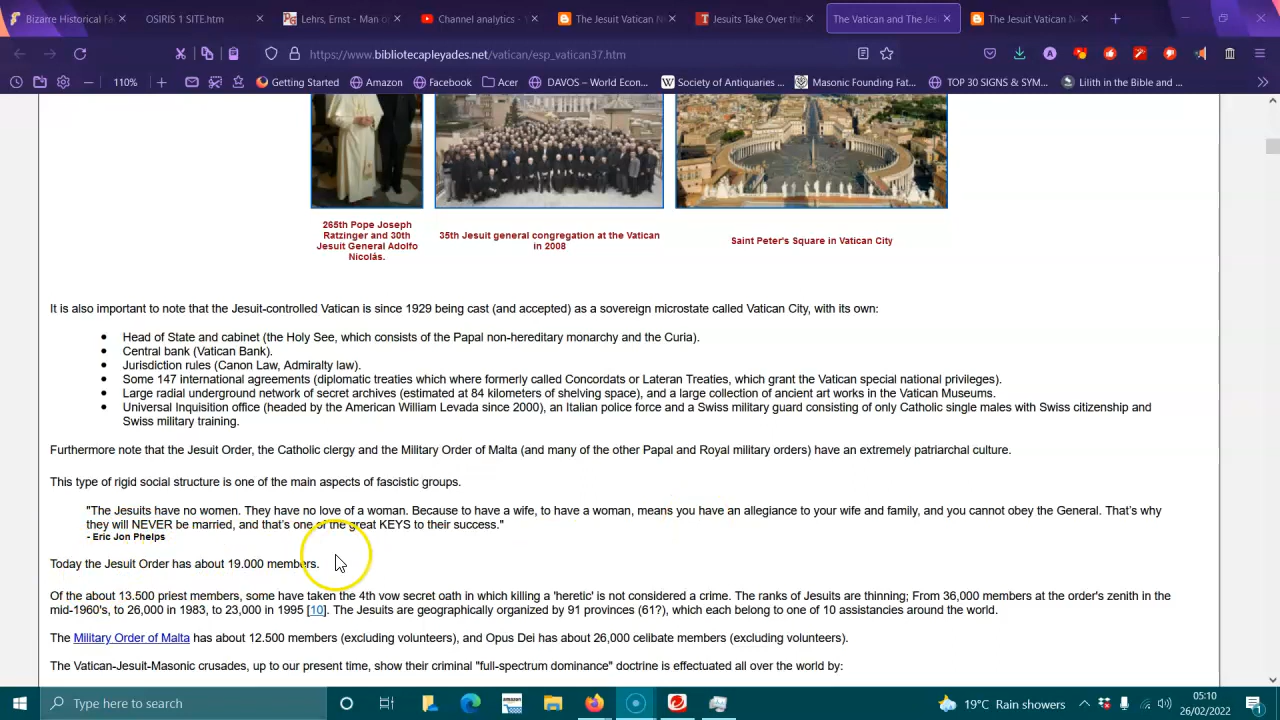 Bizarre Historical Fa
OSIRIS 1 SITE.htm
Lehrs, Ernst - Man o
Channel analytics -
The Jesuit Vatican N
Jesuits Take Over the
The Vatican and The Jes
The Jesuit Vatican N
https://www.bibliotecapleyades.net/vatican/esp_vatican37.htm
110%
Getting Started
Amazon
Facebook
Acer
DAVOS – World Econ...
Society of Antiquaries ...
Masonic Founding Fat...
TOP 30 SIGNS & SYM...
Lilith in the Bible and ...
265th Pope Joseph
Ratzinger and 30th
Jesuit General Adolfo
Nicolás.
35th Jesuit general congregation at the Vatican
in 2008
Saint Peter's Square in Vatican City
It is also important to note that the Jesuit-controlled Vatican is since 1929 being cast (and accepted) as a sovereign microstate called Vatican City, with its own:
Head of State and cabinet (the Holy See, which consists of the Papal non-hereditary monarchy and the Curia).
Central bank (Vatican Bank).
Jurisdiction rules (Canon Law, Admiralty law).
Some 147 international agreements (diplomatic treaties which where formerly called Concordats or Lateran Treaties, which grant the Vatican special national privileges).
Large radial underground network of secret archives (estimated at 84 kilometers of shelving space), and a large collection of ancient art works in the Vatican Museums.
Universal Inquisition office (headed by the American William Levada since 2000), an Italian police force and a Swiss military guard consisting of only Catholic single males with Swiss citizenship and
Swiss military training.
Furthermore note that the Jesuit Order, the Catholic clergy and the Military Order of Malta (and many of the other Papal and Royal military orders) have an extremely patriarchal culture.
This type of rigid social structure is one of the main aspects of fascistic groups.
"The Jesuits have no women. They have no love of a woman. Because to have a wife, to have a woman, means you have an allegiance to your wife and family, and you cannot obey the General. That's why
they will NEVER be married, and that's one of the great KEYS to their success."
- Eric Jon Phelps
Today the Jesuit Order has about 19.000 members.
Of the about 13.500 priest members, some have taken the 4th vow secret oath in which killing a 'heretic' is not considered a crime. The ranks of Jesuits are thinning; From 36,000 members at the order's zenith in the
mid-1960's, to 26,000 in 1983, to 23,000 in 1995 [10]. The Jesuits are geographically organized by 91 provinces (61?), which each belong to one of 10 assistancies around the world.
The Military Order of Malta has about 12.500 members (excluding volunteers), and Opus Dei has about 26,000 celibate members (excluding volunteers).
The Vatican-Jesuit-Masonic crusades, up to our present time, show their criminal "full-spectrum dominance" doctrine is effectuated all over the world by:
Type here to search
19°C Rain showers
05:10
26/02/2022